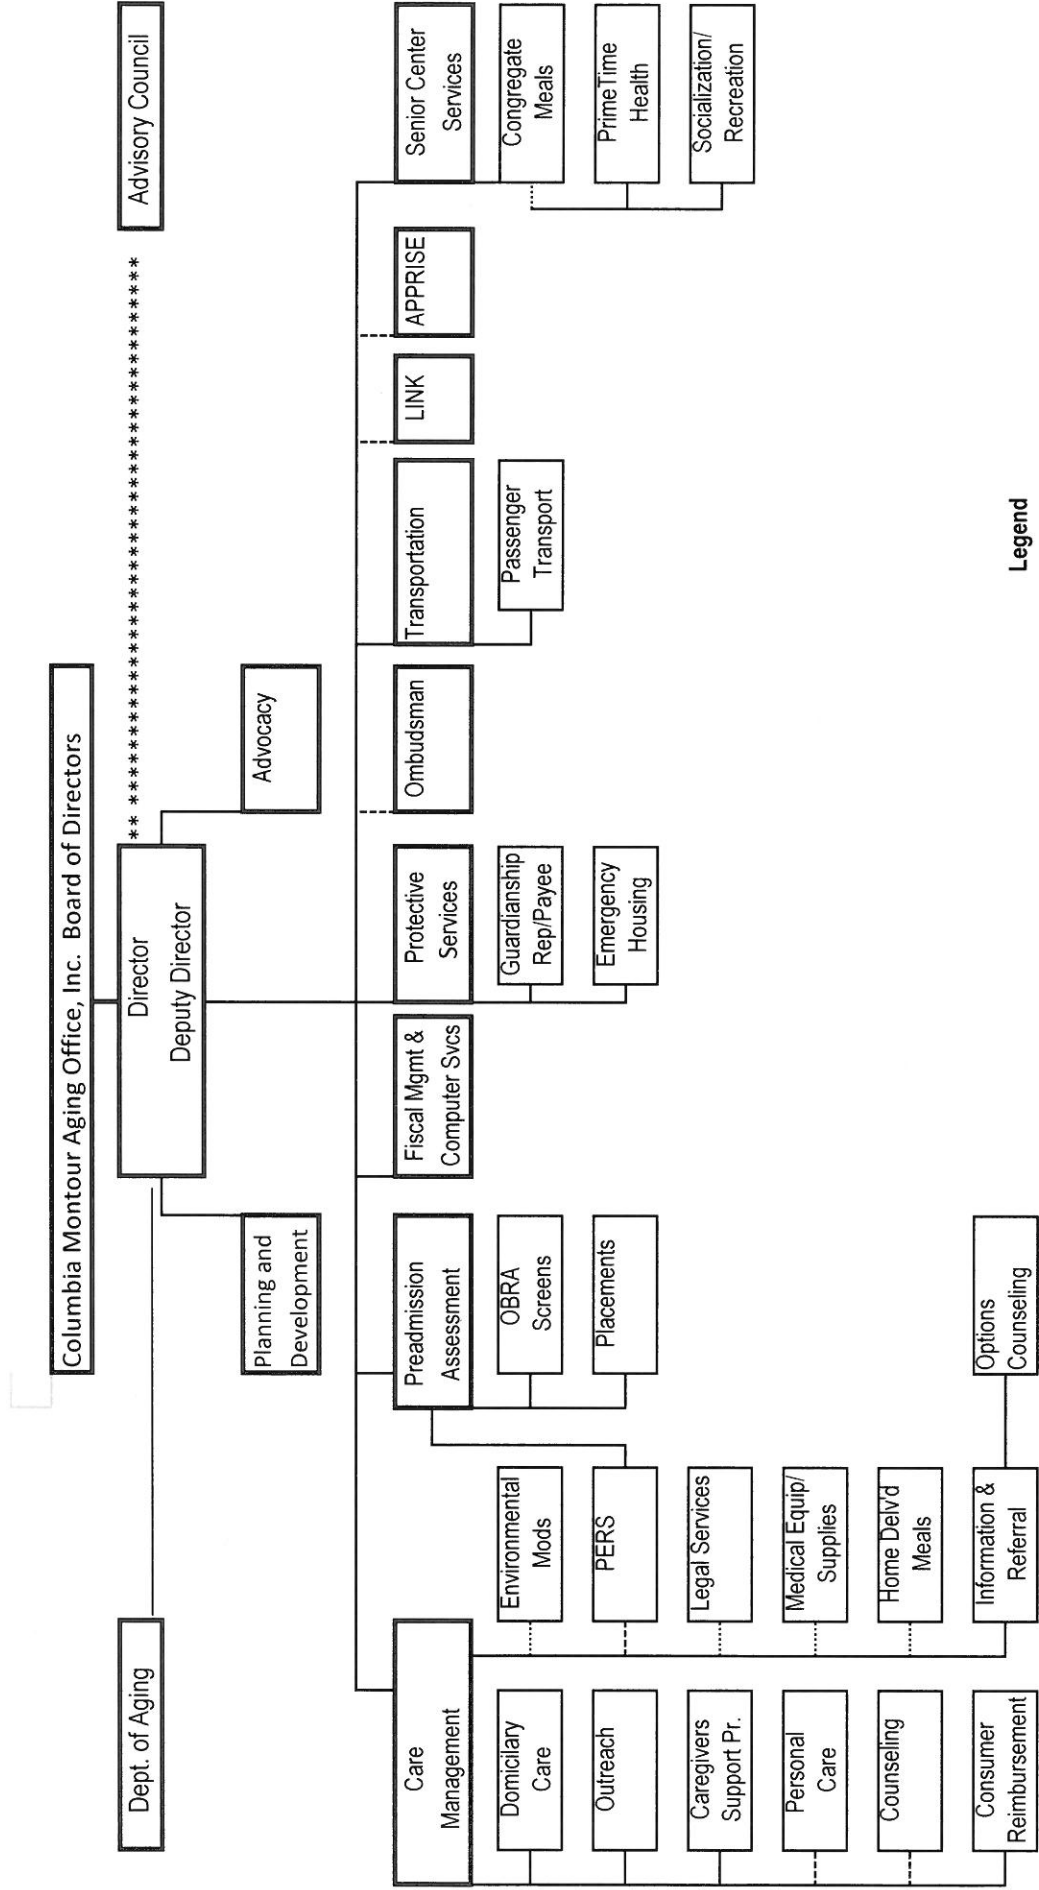 Columbia Montour Aging Office, Inc.  Board of Directors
Dept. of Aging
Director
Deputy Director
** ****************************************************
Advisory Council
Planning and
Development
Advocacy
Care
Management
Preadmission
Assessment
Fiscal Mgmt &
Computer Svcs
Protective
Services
Ombudsman
Transportation
LINK
APPRISE
Senior Center
Services
Domicilary
Care
Environmental
Mods
OBRA
Screens
Guardianship
Rep/Payee
Passenger
Transport
Congregate
Meals
Outreach
PERS
Placements
Emergency
Housing
PrimeTime
Health
Caregivers
Support Pr.
Legal Services
Socialization/
Recreation
Personal
Care
Medical Equip/
Supplies
Counseling
Home Delv'd
Meals
Consumer
Reimbursement
Information &
Referral
Options
Counseling
Legend